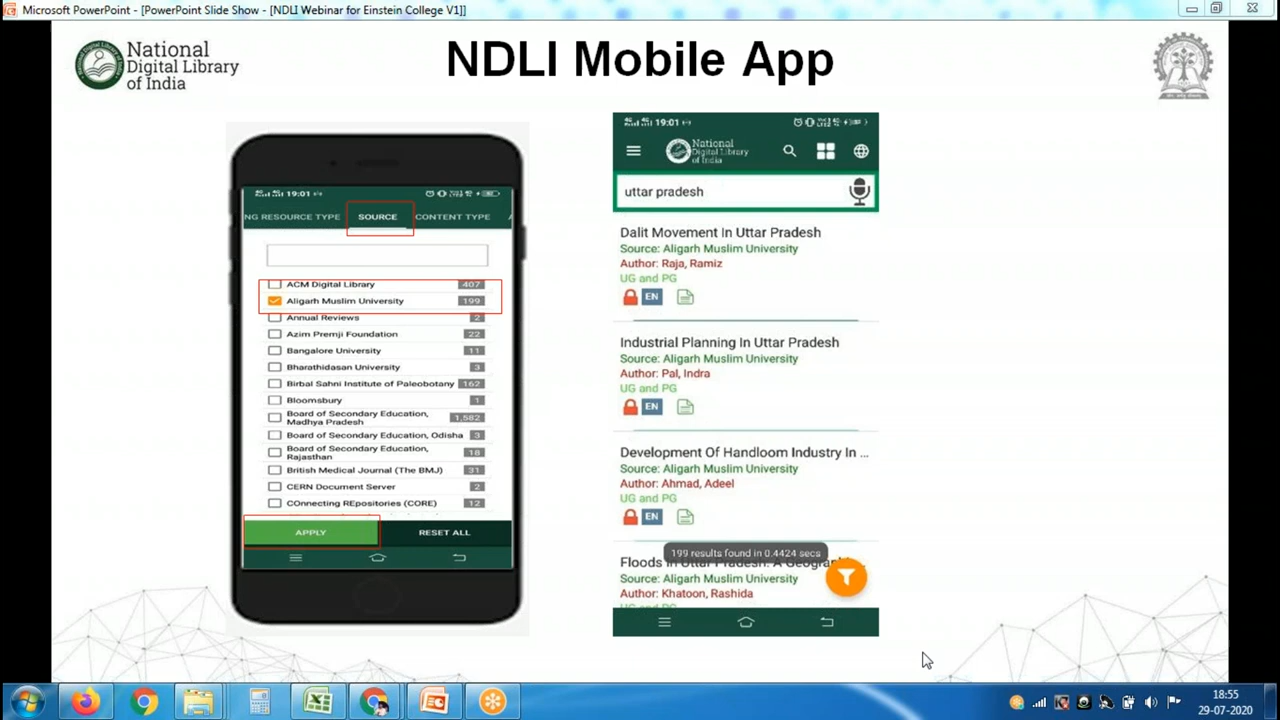 Microsoft PowerPoint - [PowerPoint Slide Show - [NDLI Webinar for Einstein College V1]]
National
Digital Library
of India
NDLI Mobile App
19:01
NG RESOURCE TYPE
SOURCE
CONTENT TYPE
ACM Digital Library 407
Aligarh Muslim University 199
Annual Reviews 2
Azim Premji Foundation 22
Bangalore University 11
Bharathidasan University 3
Birbal Sahni Institute of Paleobotany 162
Bloomsbury 1
Board of Secondary Education,
Madhya Pradesh 1,582
Board of Secondary Education, Odisha 3
Board of Secondary Education,
Rajasthan 18
British Medical Journal (The BMJ) 31
CERN Document Server 2
COnnecting REpositories (CORE) 12
APPLY
RESET ALL
19:01
National
Digital Library
of India
uttar pradesh
Dalit Movement In Uttar Pradesh
Source: Aligarh Muslim University
Author: Raja, Ramiz
UG and PG
EN
Industrial Planning In Uttar Pradesh
Source: Aligarh Muslim University
Author: Pal, Indra
UG and PG
EN
Development Of Handloom Industry In ...
Source: Aligarh Muslim University
Author: Ahmad, Adeel
UG and PG
EN
199 results found in 0.4424 secs
Floods In Uttar Pradesh: A Geograp
Source: Aligarh Muslim University
Author: Khatoon, Rashida
UG and PG
18:55
29-07-2020